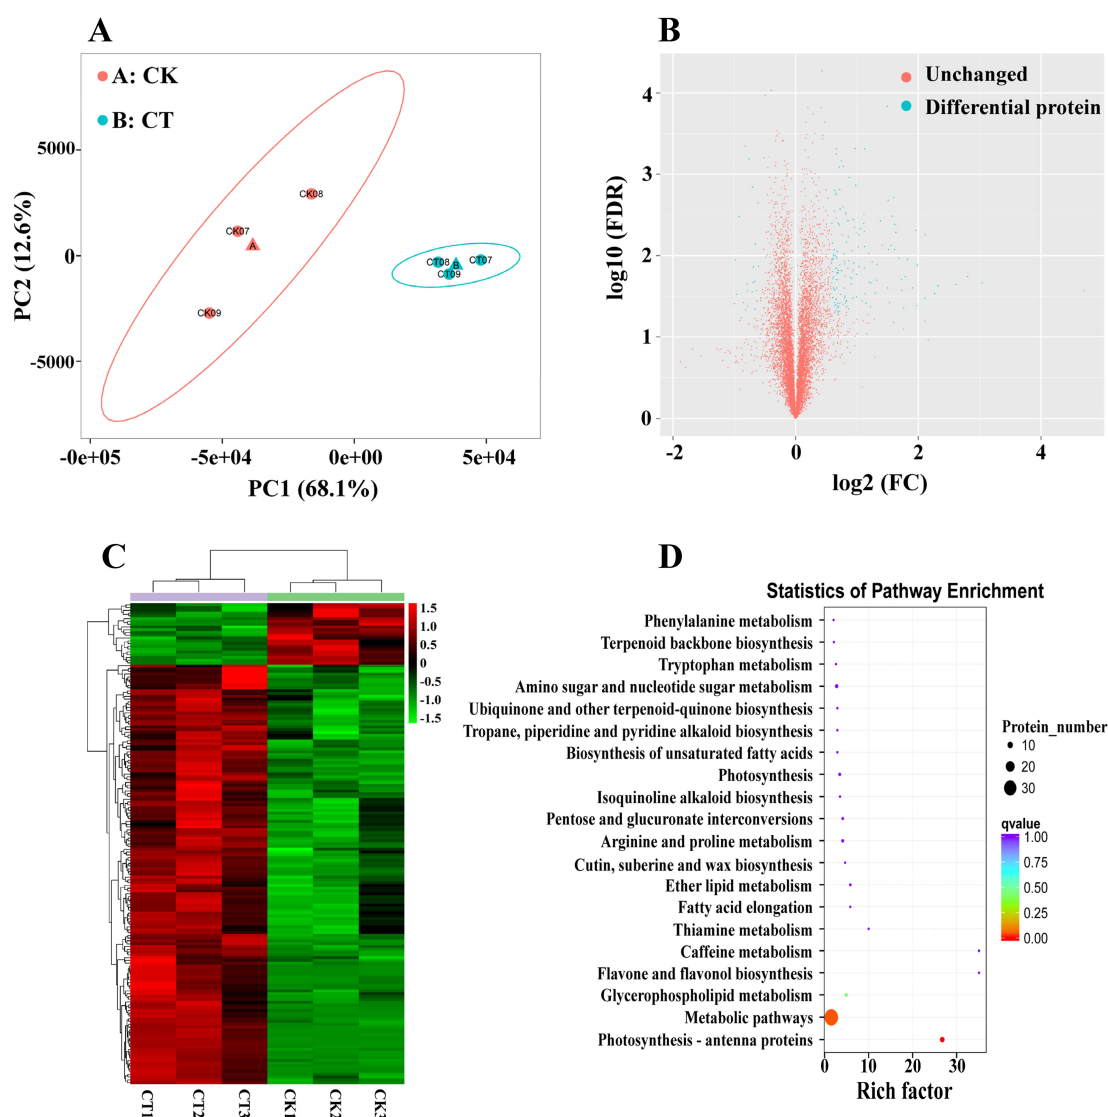 A
A: CK
B: CT
CK08
CK07
A
CK09
CT08
B
CT07
CT09
5000
0
-5000
PC2 (12.6%)
-0e+05
-5e+04
0e+00
5e+04
PC1 (68.1%)
B
Unchanged
Differential protein
4
3
2
1
0
log10 (FDR)
-2
0
2
4
log2 (FC)
C
1.5
1.0
0.5
0
-0.5
-1.0
-1.5
CT1
CT2
CT3
CK1
CK2
CK3
D
Statistics of Pathway Enrichment
Phenylalanine metabolism
Terpenoid backbone biosynthesis
Tryptophan metabolism
Amino sugar and nucleotide sugar metabolism
Ubiquinone and other terpenoid-quinone biosynthesis
Tropane, piperidine and pyridine alkaloid biosynthesis
Biosynthesis of unsaturated fatty acids
Photosynthesis
Isoquinoline alkaloid biosynthesis
Pentose and glucuronate interconversions
Arginine and proline metabolism
Cutin, suberine and wax biosynthesis
Ether lipid metabolism
Fatty acid elongation
Thiamine metabolism
Caffeine metabolism
Flavone and flavonol biosynthesis
Glycerophospholipid metabolism
Metabolic pathways
Photosynthesis - antenna proteins
0
10
20
30
Rich factor
Protein_number
10
20
30
qvalue
1.00
0.75
0.50
0.25
0.00